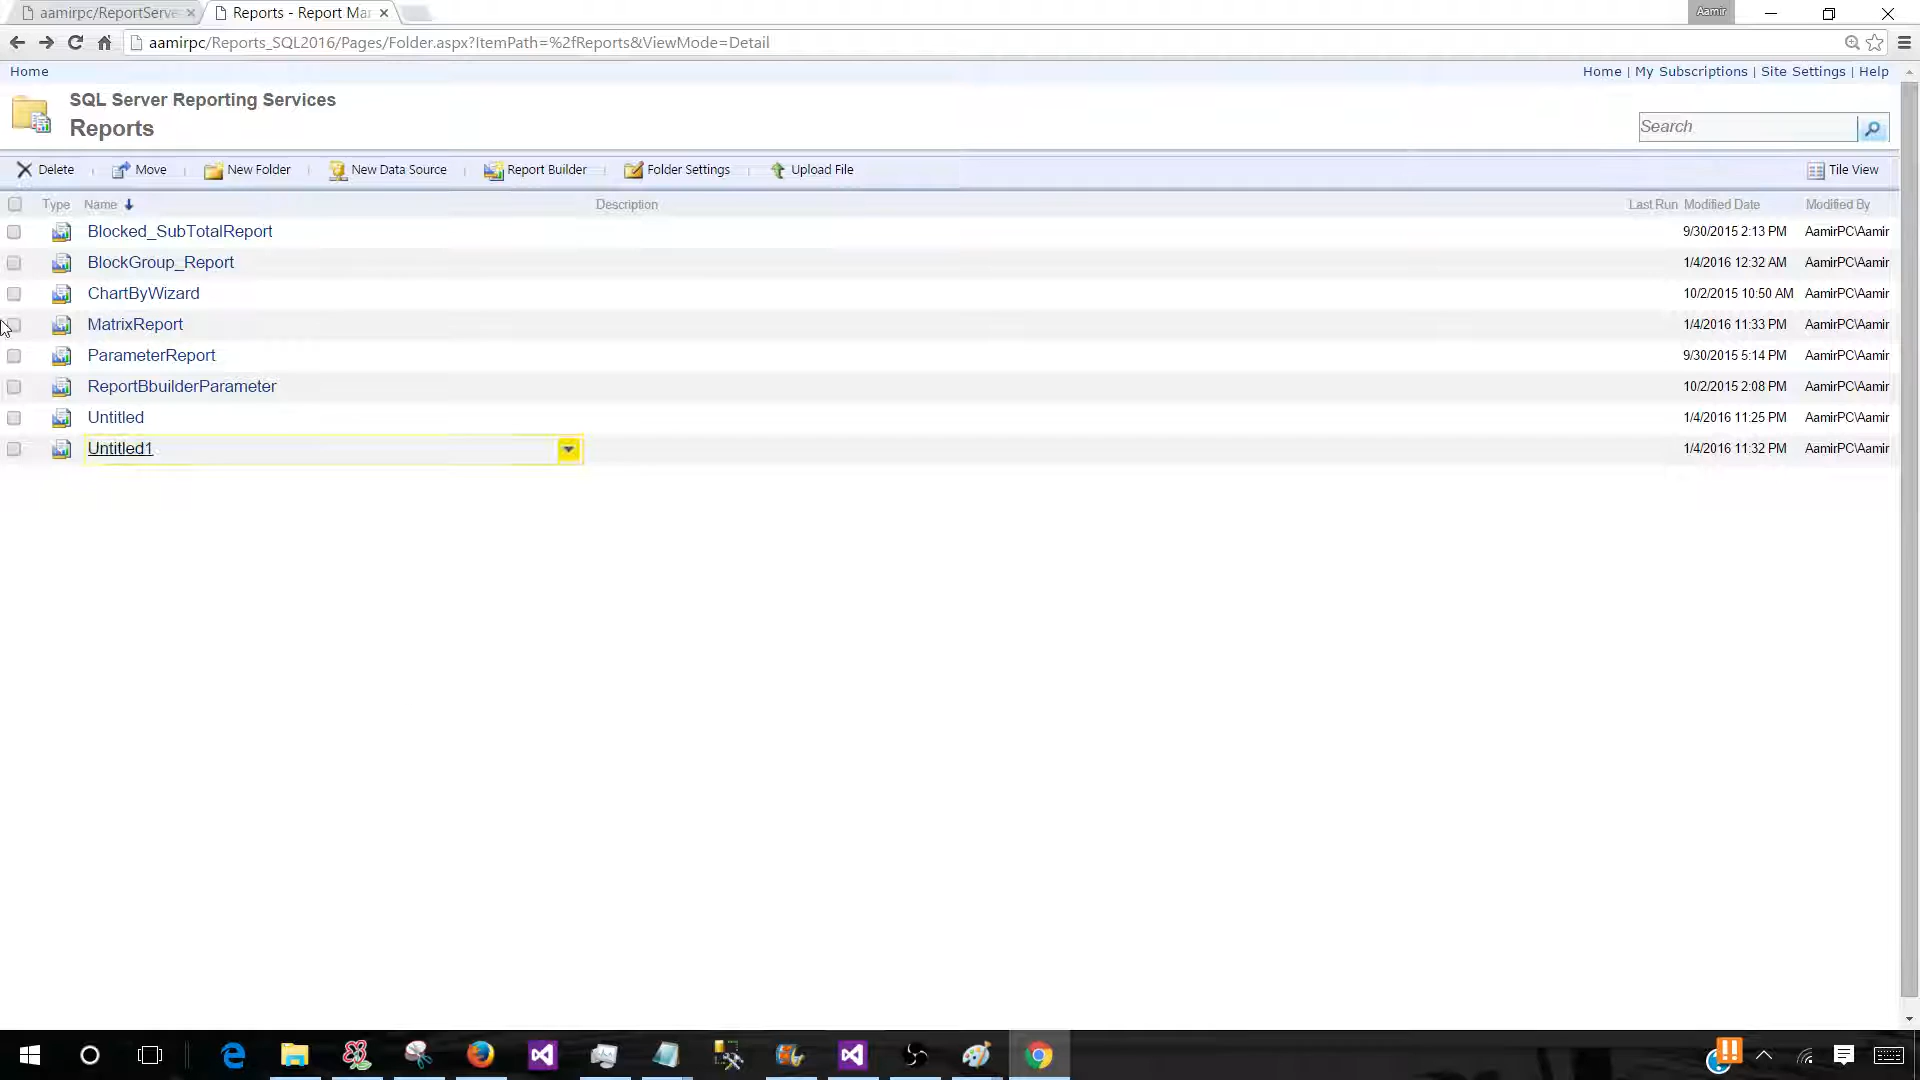 aamirpc/ReportServe
Reports - Report Mar
Aamir
aamirpc/Reports_SQL2016/Pages/Folder.aspx?ItemPath=%2fReports&ViewMode=Detail
Home
Home | My Subscriptions | Site Settings | Help
SQL Server Reporting Services
Reports
Search
Delete | Move | New Folder | New Data Source | Report Builder | Folder Settings | Upload File
Tile View
Type Name Description Last Run Modified Date Modified By
Blocked_SubTotalReport 9/30/2015 2:13 PM AamirPC\Aamir
BlockGroup_Report 1/4/2016 12:32 AM AamirPC\Aamir
ChartByWizard 10/2/2015 10:50 AM AamirPC\Aamir
MatrixReport 1/4/2016 11:33 PM AamirPC\Aamir
ParameterReport 9/30/2015 5:14 PM AamirPC\Aamir
ReportBbuilderParameter 10/2/2015 2:08 PM AamirPC\Aamir
Untitled 1/4/2016 11:25 PM AamirPC\Aamir
Untitled1 1/4/2016 11:32 PM AamirPC\Aamir